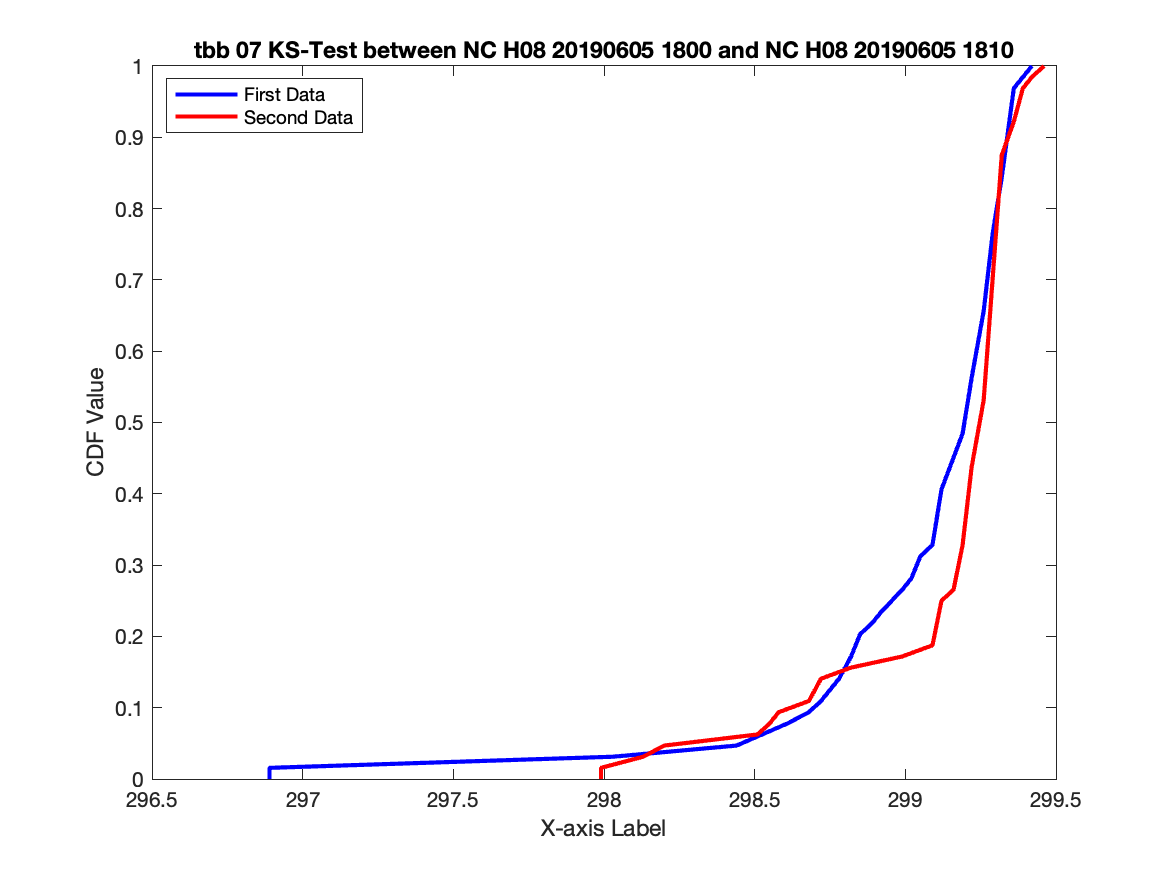 tbb 07 KS-Test between NC H08 20190605 1800 and NC H08 20190605 1810
First Data
Second Data
1
0.9
0.8
0.7
0.6
0.5
0.4
0.3
0.2
0.1
0
CDF Value
296.5 297 297.5 298 298.5 299 299.5
X-axis Label